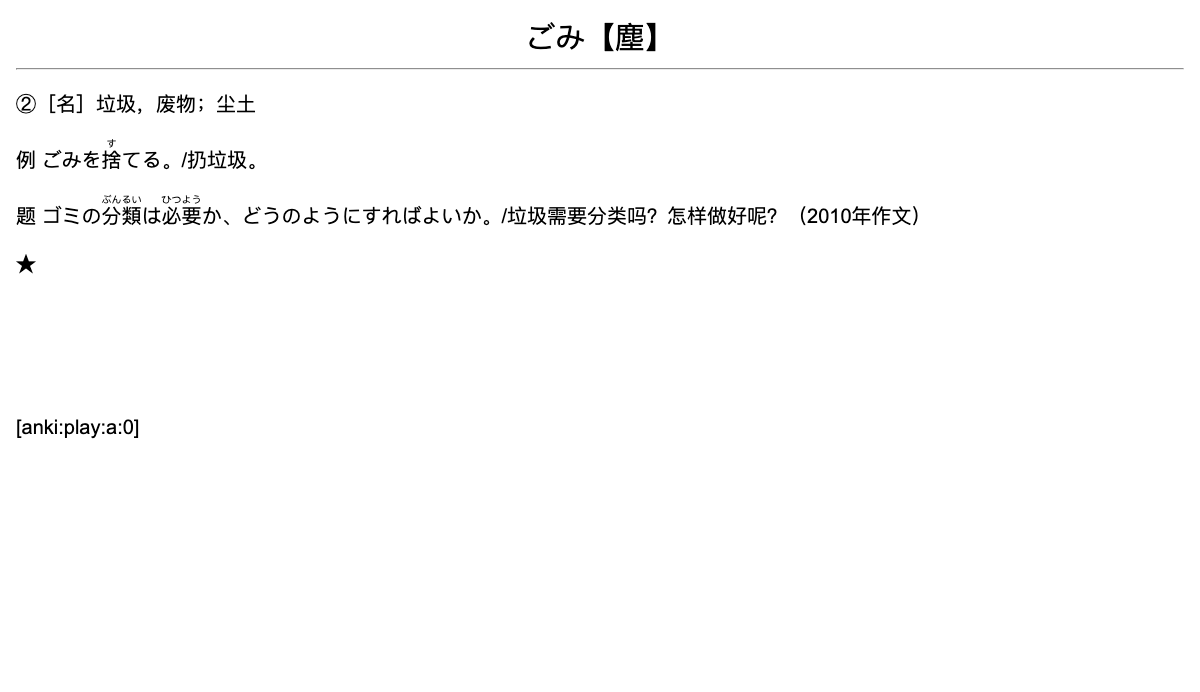 ごみ【塵】
②［名］垃圾，废物；尘土
例 ごみを捨てる。/扔垃圾。
す
题 ゴミの分類は必要か、どうのようにすればよいか。/垃圾需要分类吗？怎样做好呢？（2010年作文）
ぶんるい ひつよう
★
[anki:play:a:0]